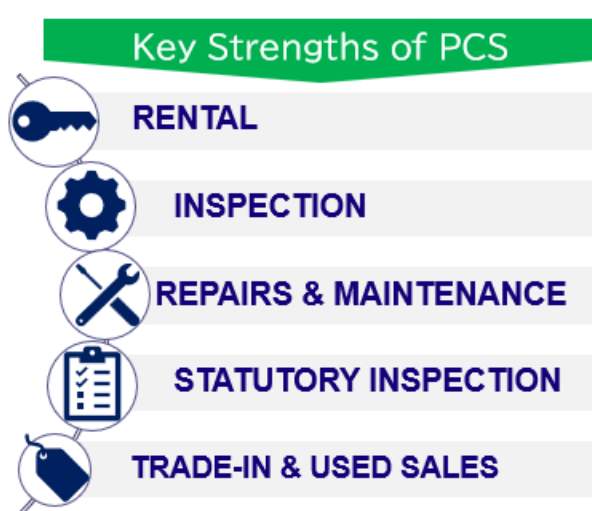 Key Strengths of PCS
RENTAL
INSPECTION
REPAIRS & MAINTENANCE
STATUTORY INSPECTION
TRADE-IN & USED SALES